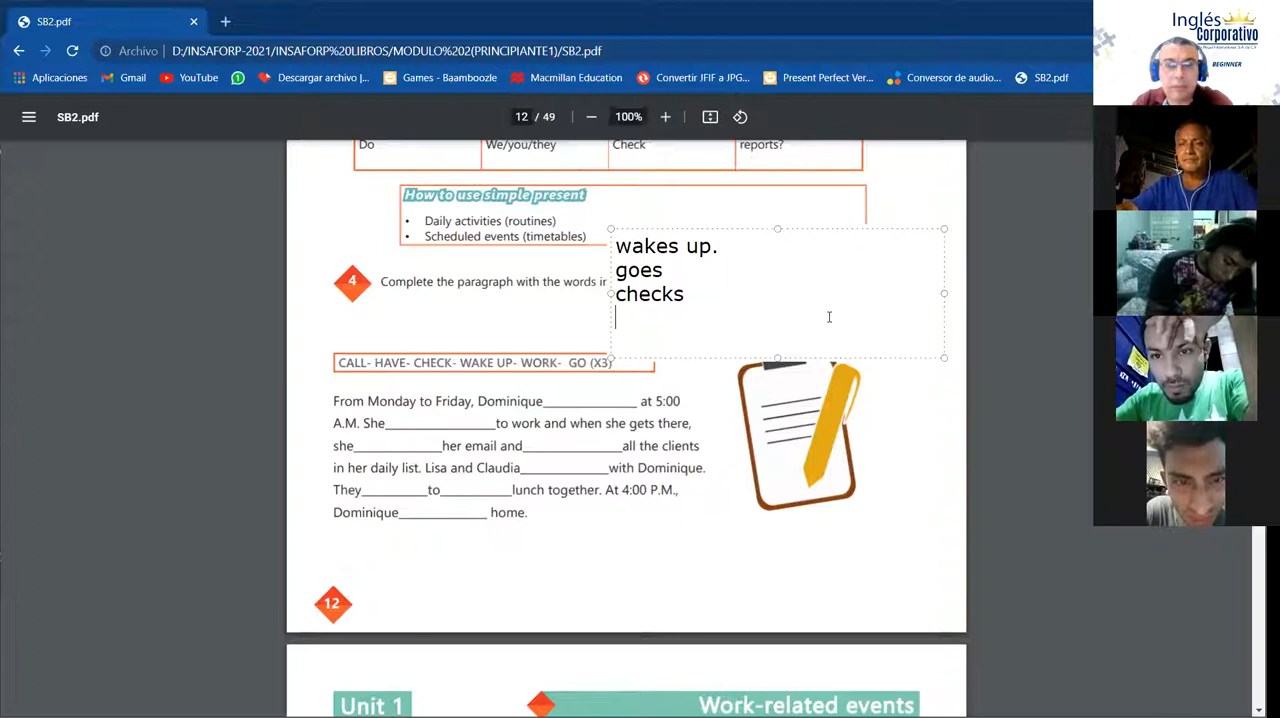 SB2.pdf
Archivo D:/INSAFORP-2021/INSAFORP%20LIBROS/MODULO%202(PRINCIPIANTE1)/SB2.pdf
Aplicaciones Gmail YouTube Descargar archivo |... Games - Baamboozle Macmillan Education Convertir JFIF a JPG... Present Perfect Ver... Conversor de audio... SB2.pdf
SB2.pdf 12 / 49 100%
Inglés
Corporativo
BEGINNER
Do We/you/they Check reports?
How to use simple present
• Daily activities (routines)
• Scheduled events (timetables)
wakes up.
goes
checks
4 Complete the paragraph with the words in
CALL- HAVE- CHECK- WAKE UP- WORK- GO (X3)
From Monday to Friday, Dominique______________ at 5:00
A.M. She________________to work and when she gets there,
she_____________her email and_______________all the clients
in her daily list. Lisa and Claudia_____________with Dominique.
They__________to___________lunch together. At 4:00 P.M.,
Dominique_____________ home.
12
Unit 1 Work-related events